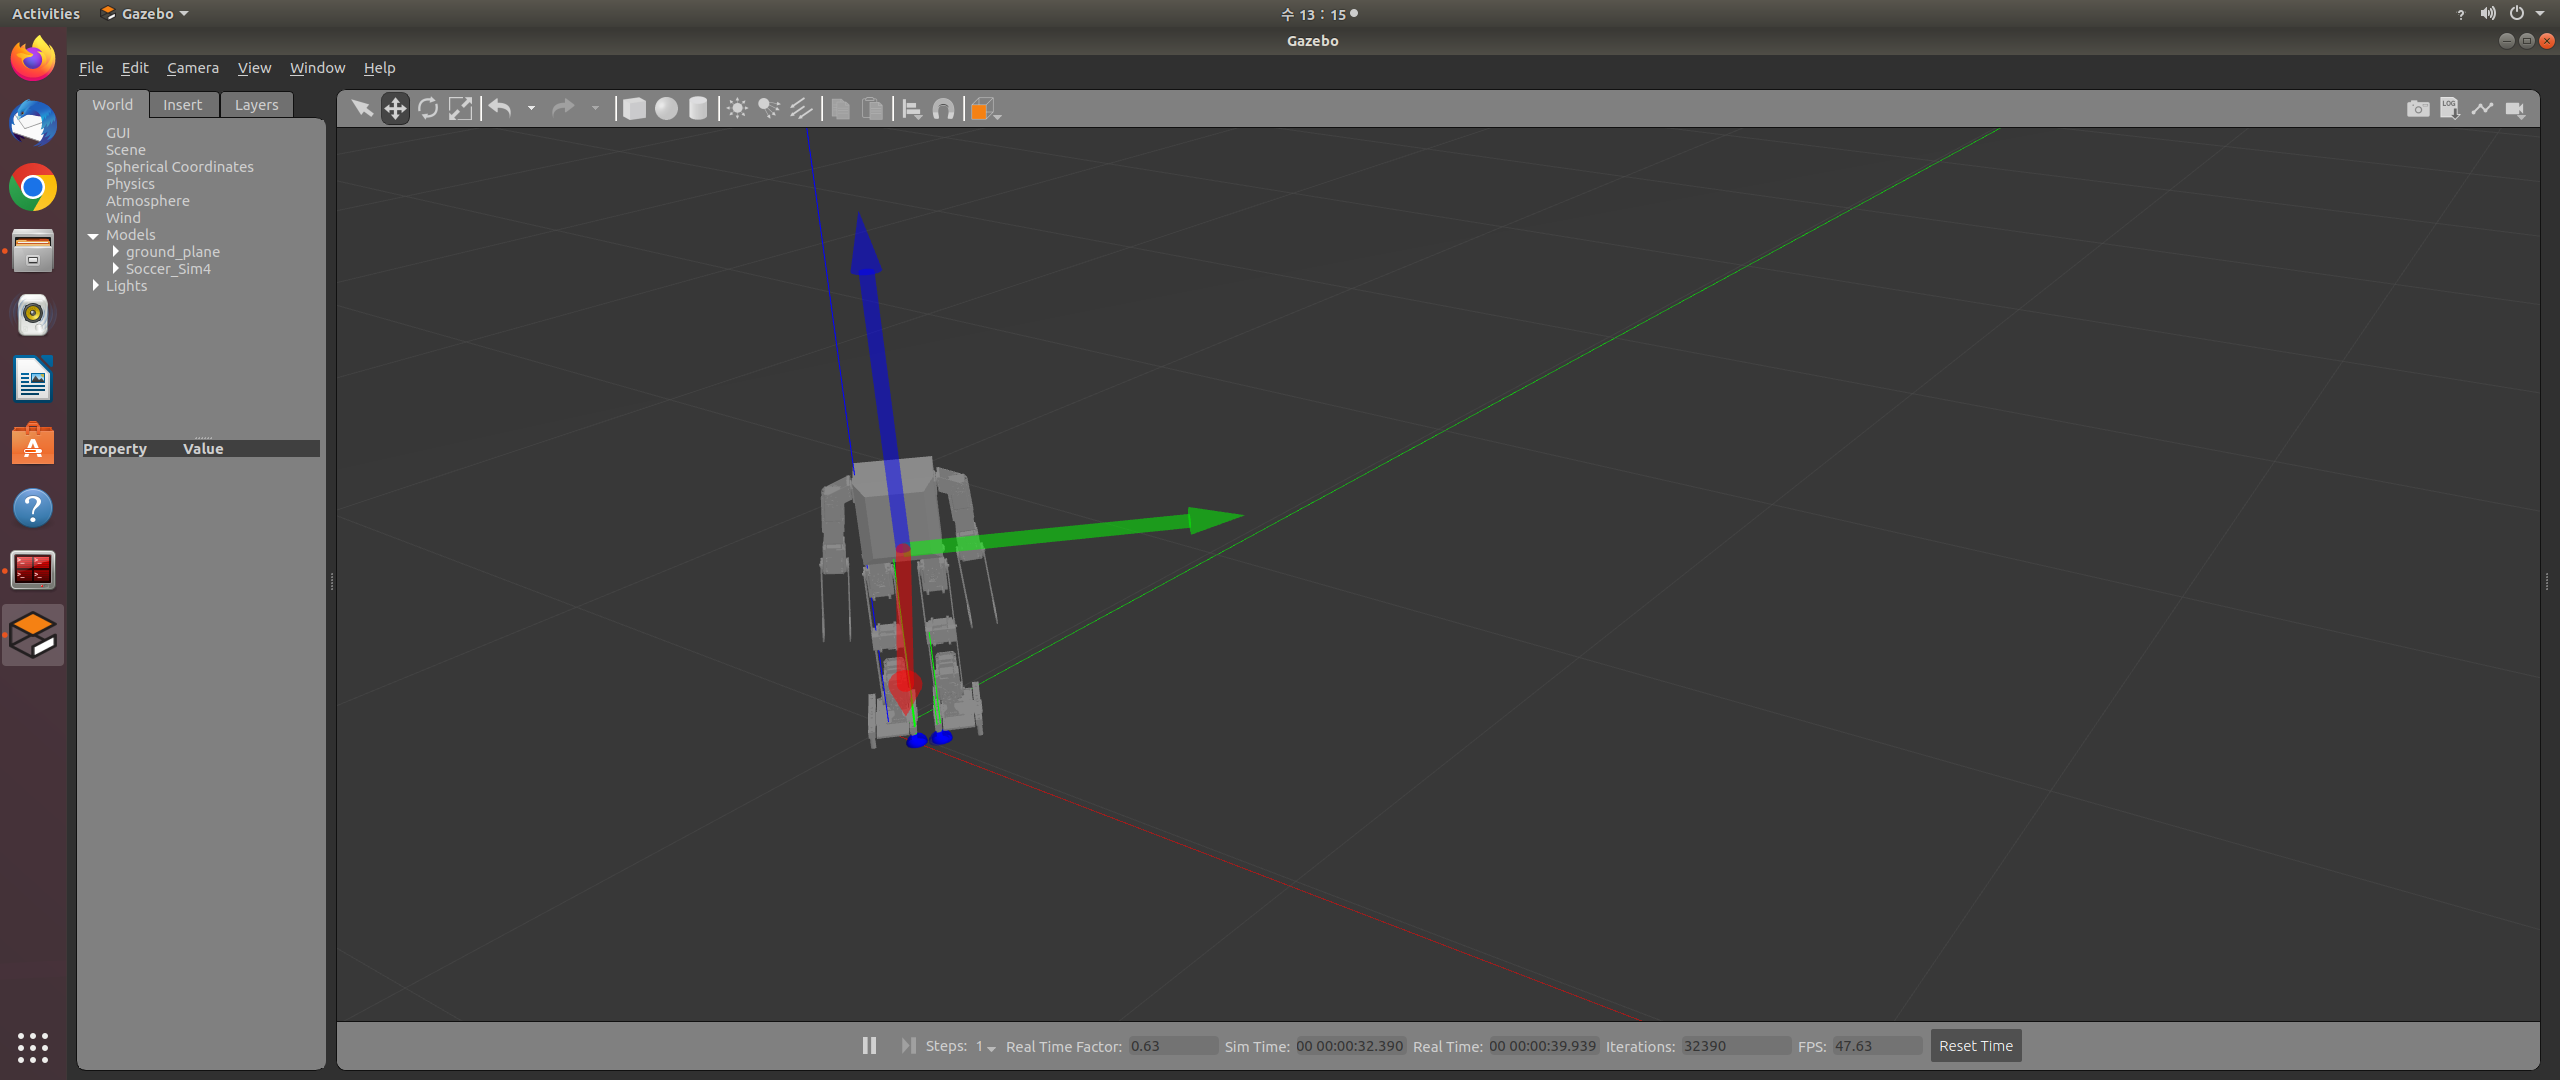 Activities Gazebo 수 13 : 15
Gazebo
File Edit Camera View Window Help
World Insert Layers
GUI
Scene
Spherical Coordinates
Physics
Atmosphere
Wind
Models
ground_plane
Soccer_Sim4
Lights
Property Value
LOG
Steps: 1 Real Time Factor: 0.63 Sim Time: 00 00:00:32.390 Real Time: 00 00:00:39.939 Iterations: 32390 FPS: 47.63 Reset Time